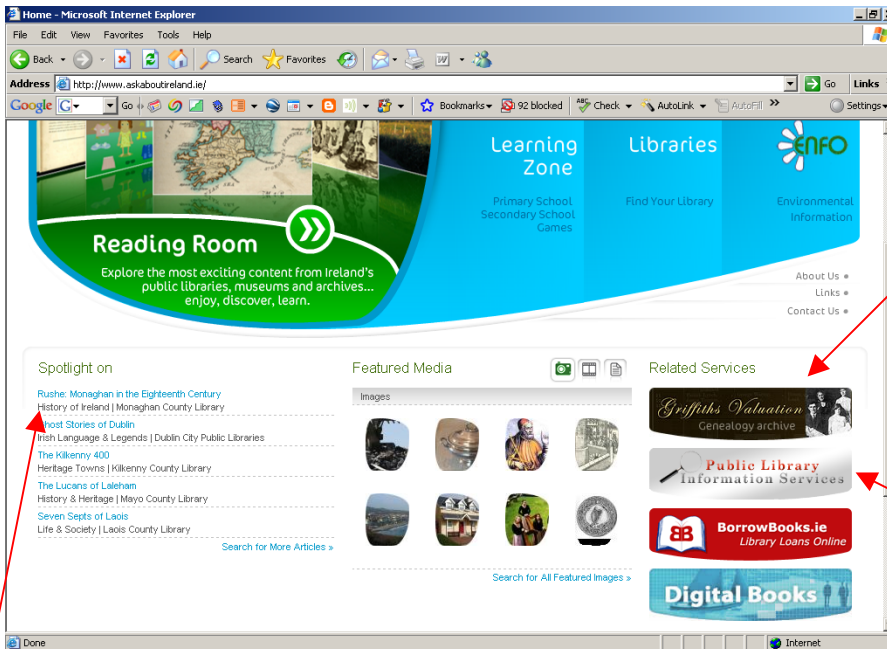 Home - Microsoft Internet Explorer
File Edit View Favorites Tools Help
Back Search Favorites
Address http://www.askaboutireland.ie/ Go Links
Google G Go Bookmarks 92 blocked ABC Check AutoLink AutoFill Settings
Learning Zone
Primary School
Secondary School
Games
Libraries
Find Your Library
ENFO
Environmental
Information
Reading Room
Explore the most exciting content from Ireland's
public libraries, museums and archives...
enjoy, discover, learn.
About Us
Links
Contact Us
Spotlight on
Rushe: Monaghan in the Eighteenth Century
History of Ireland | Monaghan County Library
Ghost Stories of Dublin
Irish Language & Legends | Dublin City Public Libraries
The Kilkenny 400
Heritage Towns | Kilkenny County Library
The Lucans of Laleham
History & Heritage | Mayo County Library
Seven Septs of Laois
Life & Society | Laois County Library
Search for More Articles »
Featured Media
Images
Search for All Featured Images »
Related Services
Griffiths Valuation
Genealogy archive
Public Library
Information Services
BB BorrowBooks.ie
Library Loans Online
Digital Books
Done Internet